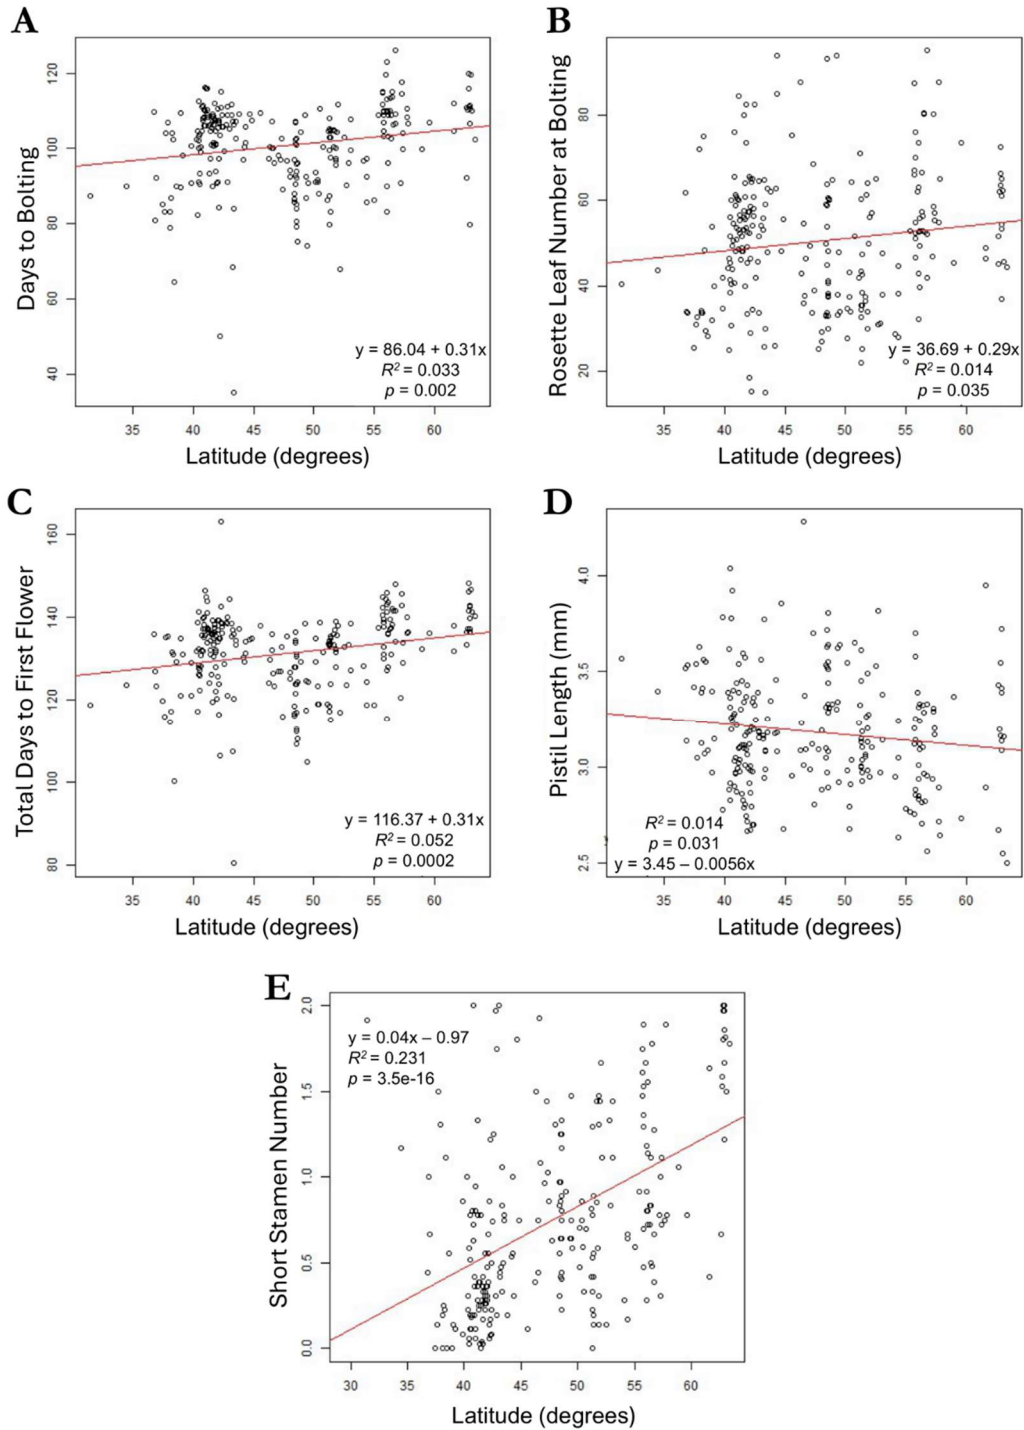 A
Days to Bolting
120
100
80
60
40
y = 86.04 + 0.31x
R² = 0.033
p = 0.002
35 40 45 50 55 60
Latitude (degrees)
B
Rosette Leaf Number at Bolting
80
60
40
20
y = 36.69 + 0.29x
R² = 0.014
p = 0.035
35 40 45 50 55 60
Latitude (degrees)
C
Total Days to First Flower
160
140
120
100
80
y = 116.37 + 0.31x
R² = 0.052
p = 0.0002
35 40 45 50 55 60
Latitude (degrees)
D
Pistil Length (mm)
4.0
3.5
3.0
2.5
R² = 0.014
p = 0.031
y = 3.45 – 0.0056x
35 40 45 50 55 60
Latitude (degrees)
E
Short Stamen Number
2.0
1.5
1.0
0.5
0.0
y = 0.04x – 0.97
R² = 0.231
p = 3.5e-16
30 35 40 45 50 55 60
Latitude (degrees)